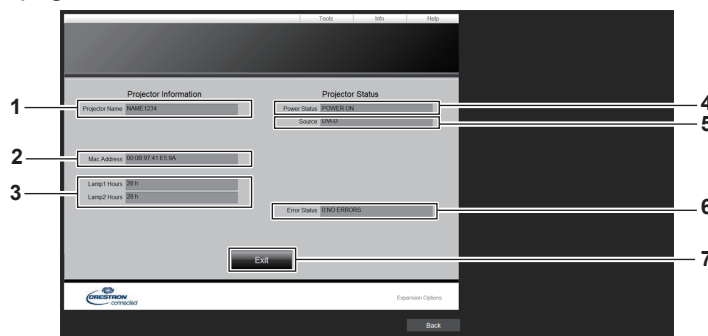 Tools Info Help
Projector Information Projector Status
1 Projector Name NAME1234 Power Status POWER ON 4
Source DVI-D 5
2 Mac Address 00:0B:97:41:E5:9A
3 Lamp1 Hours 28 h
Lamp2 Hours 28 h
Error Status 0:NO ERRORS 6
Exit 7
CRESTRON connected Expansion Options
Back